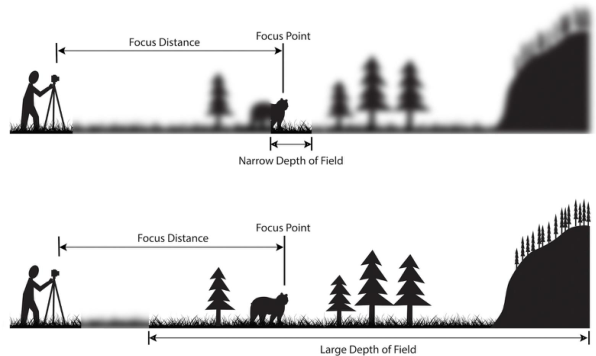 Focus Distance
Focus Point
Narrow Depth of Field
Focus Distance
Focus Point
Large Depth of Field